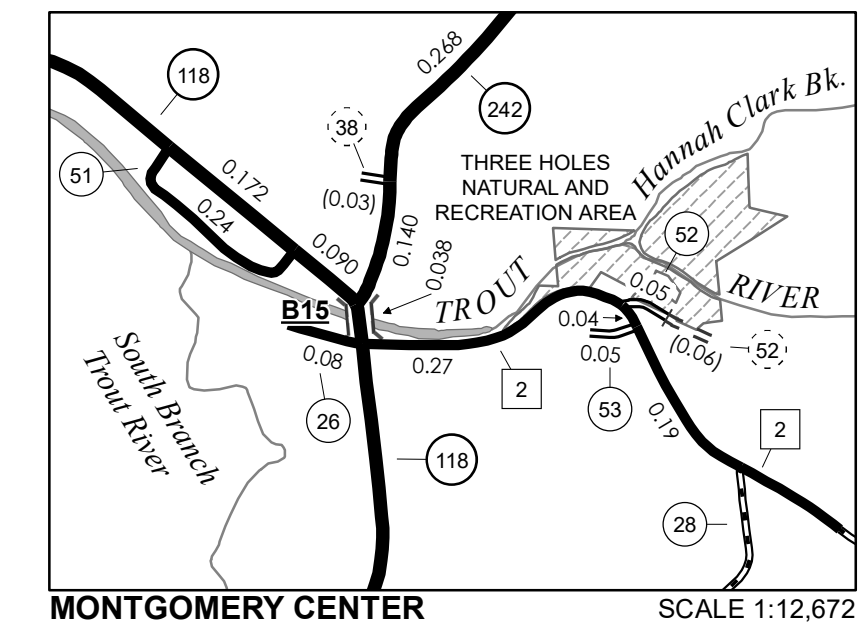 0.268
118
242
Hannah Clark Bk.
38
THREE HOLES
NATURAL AND
RECREATION AREA
51
0.172
(0.03)
0.24
0.140
52
0.090
0.038
TROUT
0.05
RIVER
B15
0.04
(0.06)
52
0.08
0.27
0.05
South Branch
Trout River
2
53
26
0.19
2
118
28
MONTGOMERY CENTER
SCALE 1:12,672